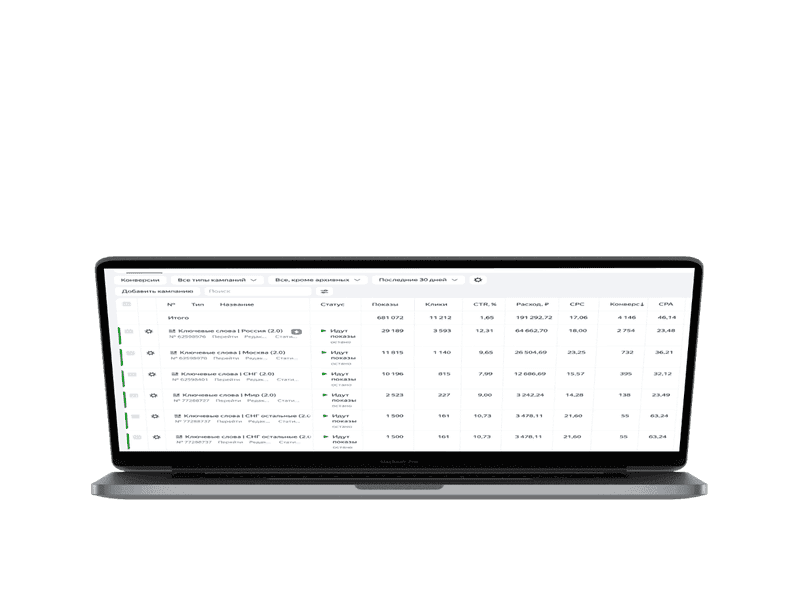 Конверсии Все типы кампаний Все, кроме архивных Последние 30 дней
Добавить кампанию Поиск
№ Тип Название Статус Показы Клики CTR, % Расход, ₽ CPC Конверс↓ CPA
Итого 681 072 11 212 1,65 191 292,72 17,06 4 146 46,14
Ключевые слова | Россия (2.0) Идут показы 29 189 3 593 12,31 64 662,70 18,00 2 754 23,48
Перейти Редак... Стати...
Ключевые слова | Москва (2.0) Идут показы 11 815 1 140 9,65 26 504,69 23,25 732 36,21
Перейти Редак... Стати...
Ключевые слова | СНГ (2.0) Идут показы 10 196 815 7,99 12 686,69 15,57 395 32,12
Перейти Редак... Стати...
Ключевые слова | Мир (2.0) Идут показы 2 523 227 9,00 3 242,24 14,28 138 23,49
№ 77288737 Перейти Редак... Стати...
Ключевые слова | СНГ остальные (2.0 Идут показы 1 500 161 10,73 3 478,11 21,60 55 63,24
№ 77288737 Перейти Редак... Стати...
Ключевые слова | СНГ остальные (2.0 Идут показы 1 500 161 10,73 3 478,11 21,60 55 63,24
№ 77288737 Перейти Редак... Стати...
MacBook Pro